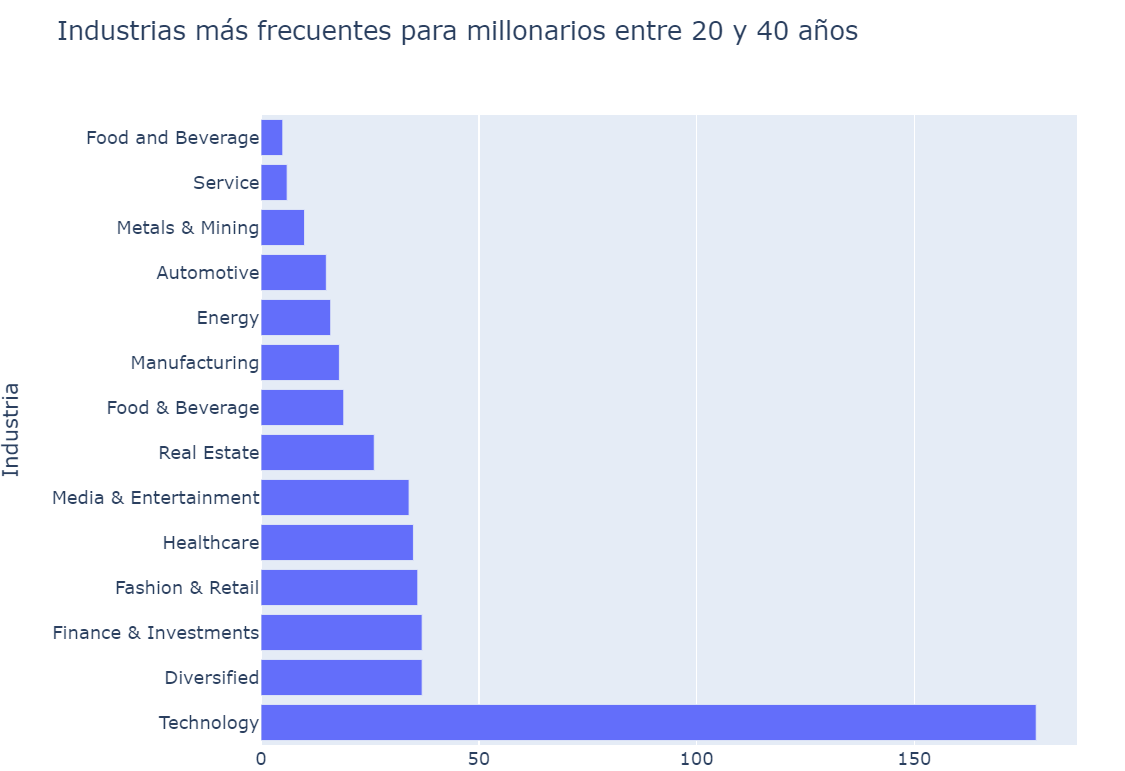 Industrias más frecuentes para millonarios entre 20 y 40 años
Industria
Food and Beverage
Service
Metals & Mining
Automotive
Energy
Manufacturing
Food & Beverage
Real Estate
Media & Entertainment
Healthcare
Fashion & Retail
Finance & Investments
Diversified
Technology
0 50 100 150